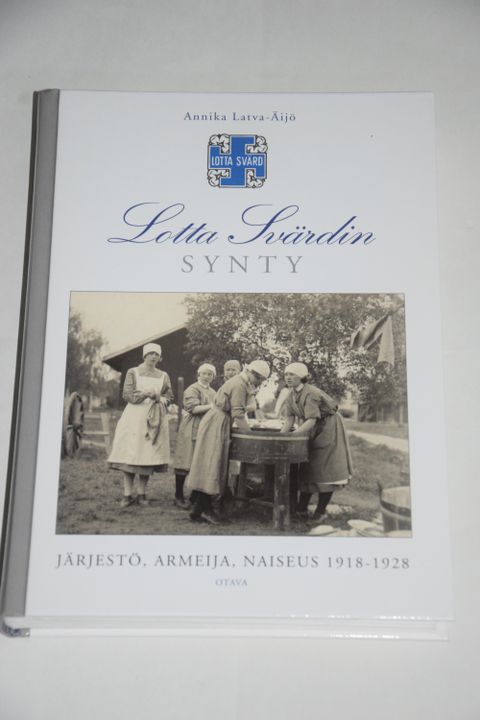 Annika Latva-Äijö
LOTTA SVÄRD
Lotta Svärdin
SYNTY
JÄRJESTÖ, ARMEIJA, NAISEUS 1918-1928
OTAVA